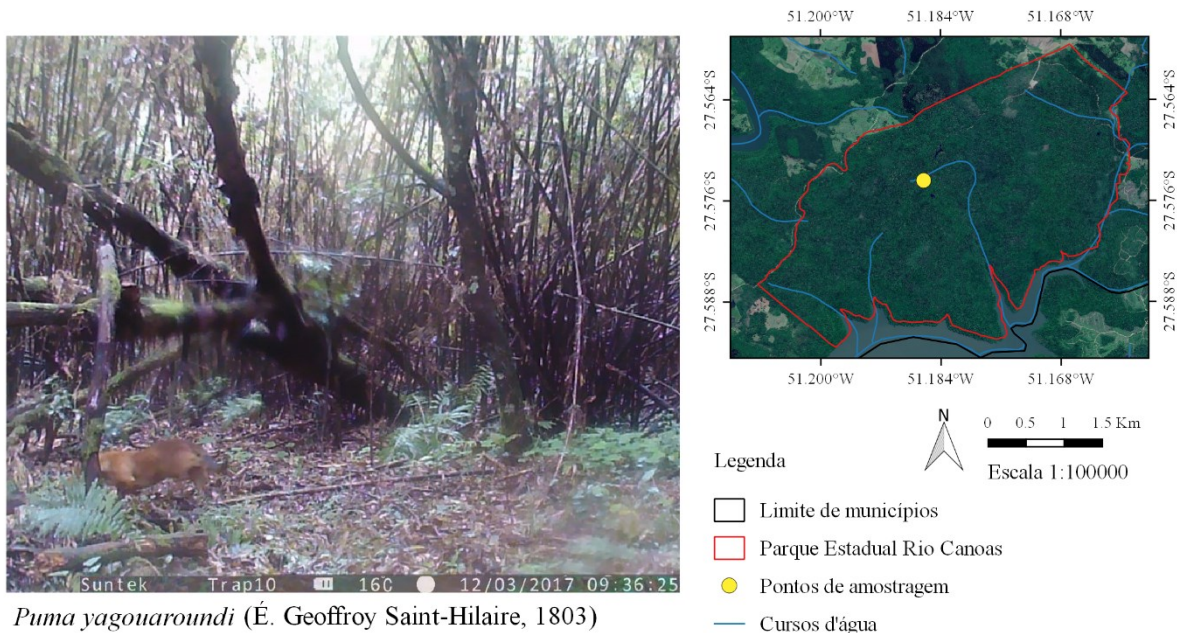 Suntek Trap10 16C 12/03/2017 09:36:25
Puma yagouaroundi (É. Geoffroy Saint-Hilaire, 1803)
51.200°W 51.184°W 51.168°W
27.564°S 27.564°S
27.576°S 27.576°S
27.588°S 27.588°S
51.200°W 51.184°W 51.168°W
N
0 0.5 1 1.5 Km
Escala 1:100000
Legenda
Limite de municípios
Parque Estadual Rio Canoas
Pontos de amostragem
Cursos d'água